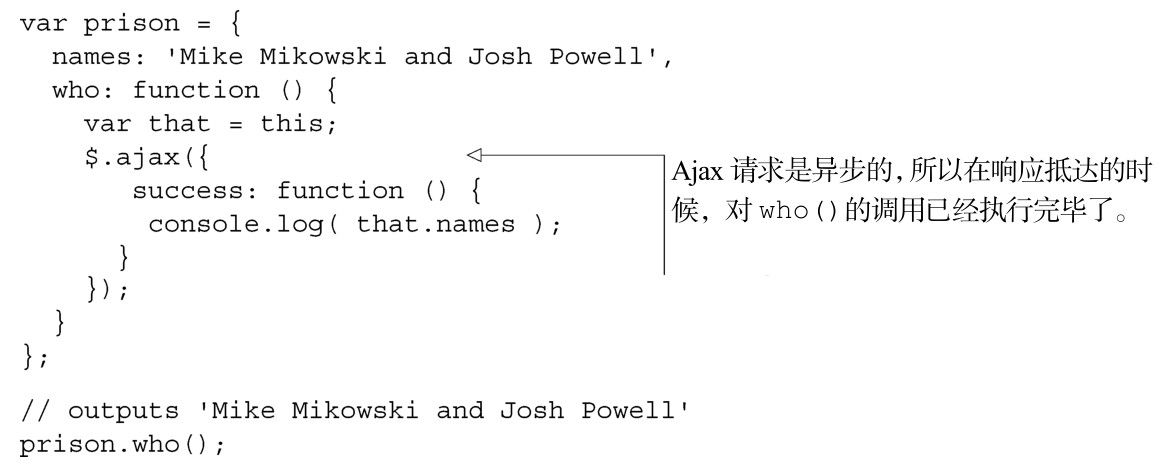 var prison = {
  names: 'Mike Mikowski and Josh Powell',
  who: function () {
    var that = this;
    $.ajax({
       success: function () {
        console.log( that.names );
      }
    });
  }
};
Ajax 请求是异步的，所以在响应抵达的时
候，对 who()的调用已经执行完毕了。
// outputs 'Mike Mikowski and Josh Powell'
prison.who();